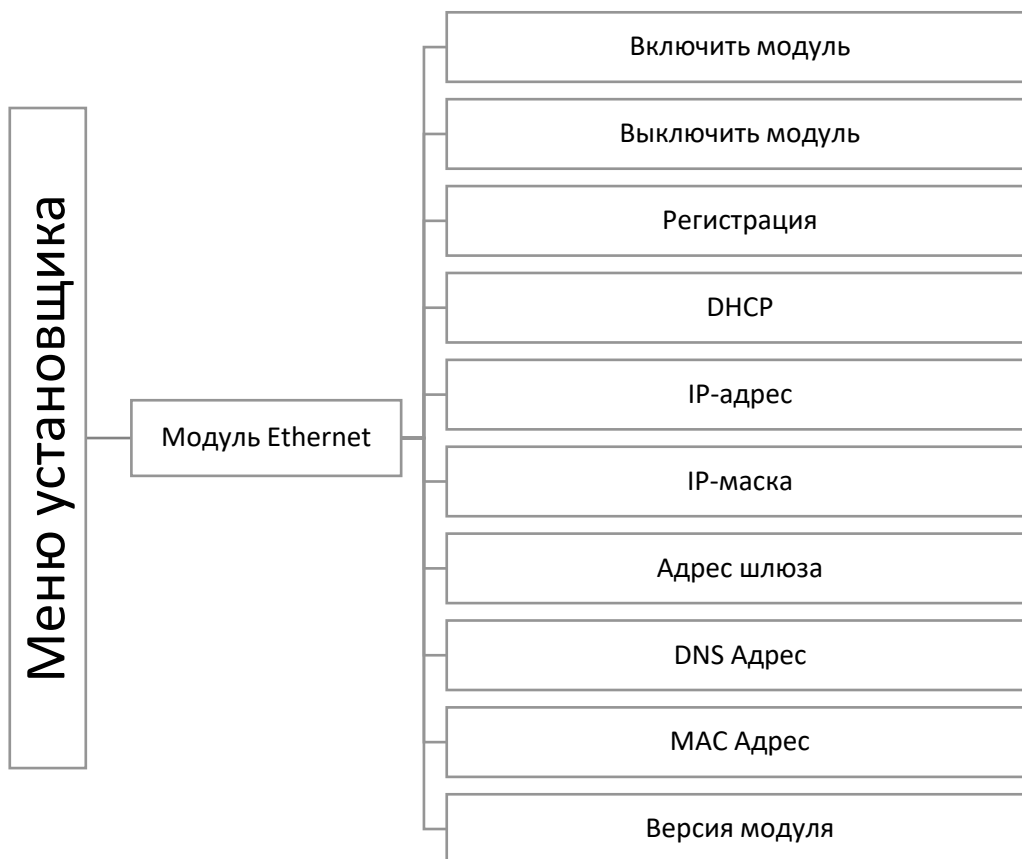 Меню установщика
Модуль Ethernet
Включить модуль
Выключить модуль
Регистрация
DHCP
IP-адрес
IP-маска
Адрес шлюза
DNS Адрес
MAC Адрес
Версия модуля